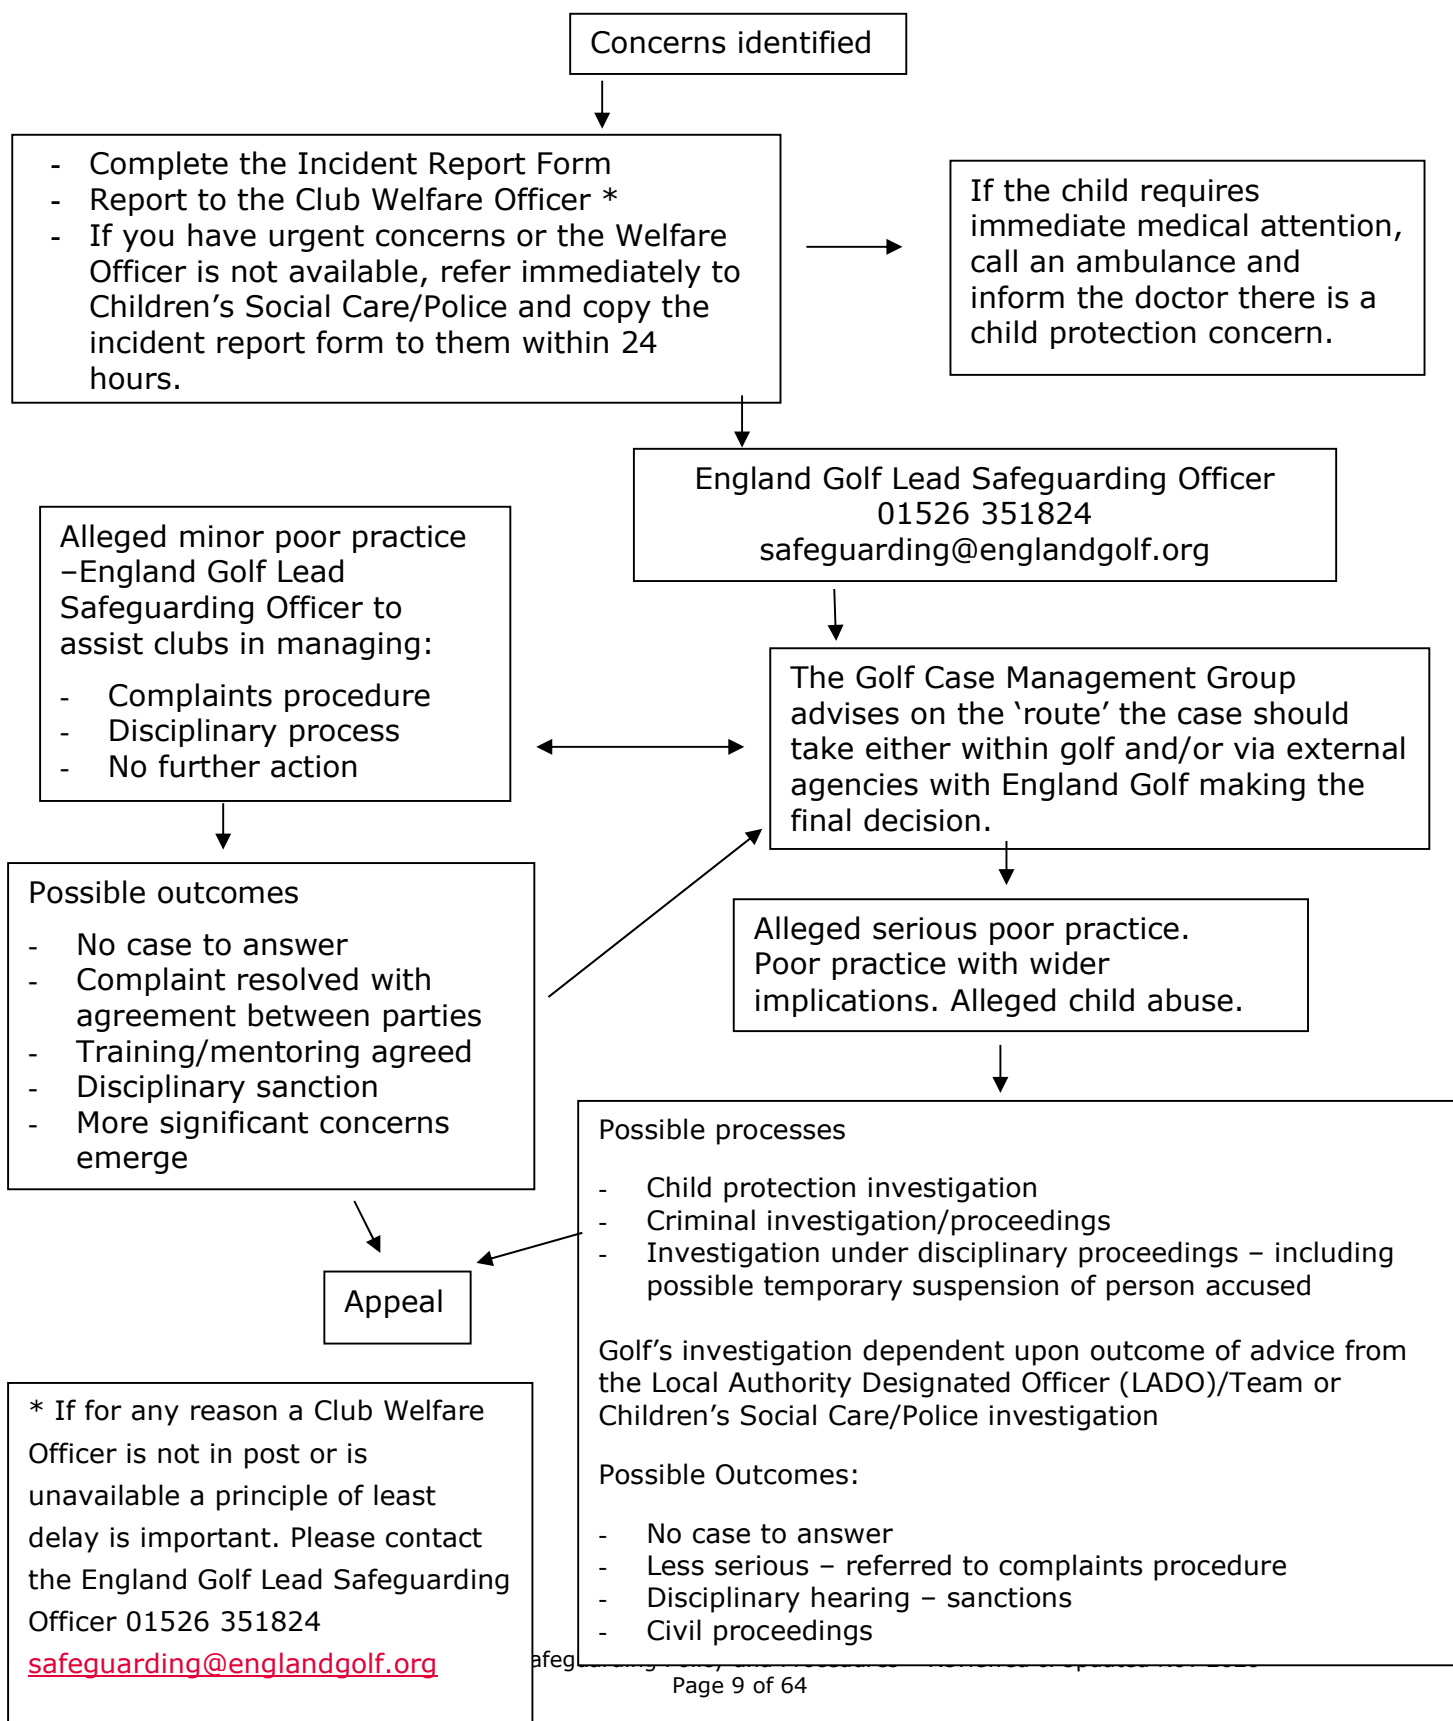 Concerns identified
- Complete the Incident Report Form
- Report to the Club Welfare Officer *
- If you have urgent concerns or the Welfare
Officer is not available, refer immediately to
Children’s Social Care/Police and copy the
incident report form to them within 24
hours.
If the child requires
immediate medical attention,
call an ambulance and
inform the doctor there is a
child protection concern.
England Golf Lead Safeguarding Officer
01526 351824
safeguarding@englandgolf.org
Alleged minor poor practice
–England Golf Lead
Safeguarding Officer to
assist clubs in managing:
- Complaints procedure
- Disciplinary process
- No further action
The Golf Case Management Group
advises on the ‘route’ the case should
take either within golf and/or via external
agencies with England Golf making the
final decision.
Possible outcomes
- No case to answer
- Complaint resolved with
agreement between parties
- Training/mentoring agreed
- Disciplinary sanction
- More significant concerns
emerge
Alleged serious poor practice.
Poor practice with wider
implications. Alleged child abuse.
Possible processes
- Child protection investigation
- Criminal investigation/proceedings
- Investigation under disciplinary proceedings – including
possible temporary suspension of person accused
Golf’s investigation dependent upon outcome of advice from
the Local Authority Designated Officer (LADO)/Team or
Children’s Social Care/Police investigation
Possible Outcomes:
- No case to answer
- Less serious – referred to complaints procedure
- Disciplinary hearing – sanctions
- Civil proceedings
Appeal
* If for any reason a Club Welfare
Officer is not in post or is
unavailable a principle of least
delay is important. Please contact
the England Golf Lead Safeguarding
Officer 01526 351824
safeguarding@englandgolf.org
Page 9 of 64